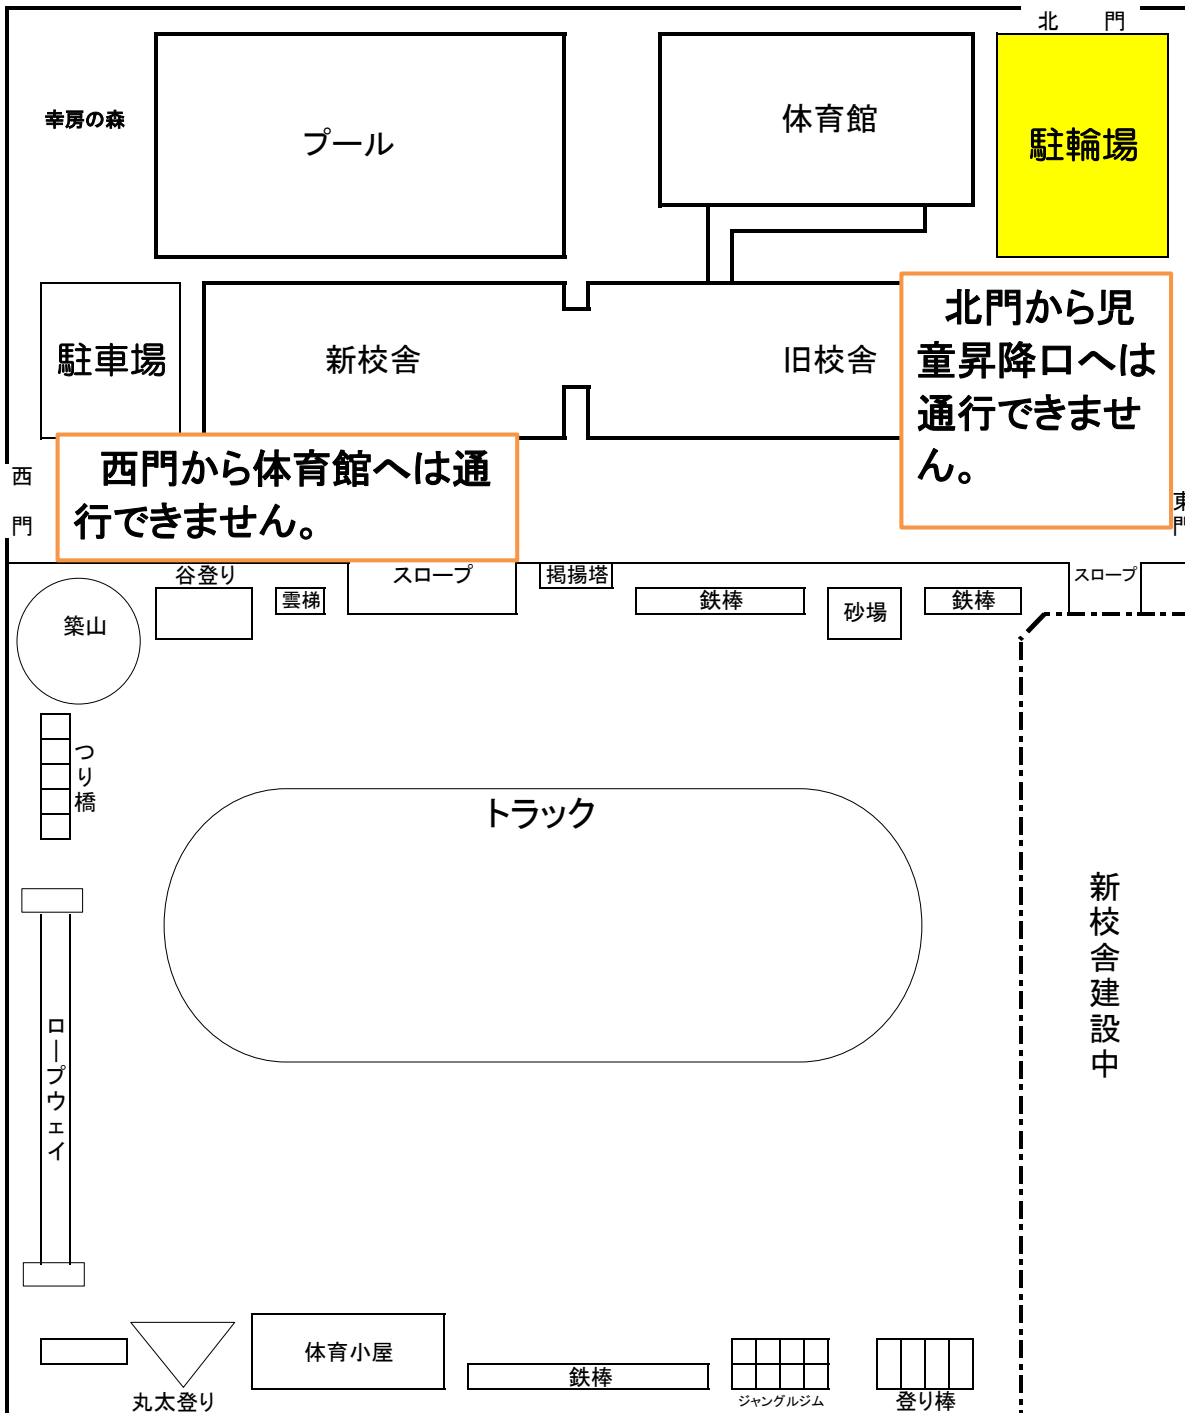 北　門
幸房の森
プール
体育館
駐輪場
駐車場
新校舎
旧校舎
北門から児
童昇降口へは
通行できませ
ん。
西門
西門から体育館へは通
行できません。
東門
谷登り
雲梯
スロープ
掲揚塔
鉄棒
砂場
鉄棒
スロープ
築山
つり橋
トラック
新校舎建設中
ロープウェイ
丸太登り
体育小屋
鉄棒
ジャングルジム
登り棒